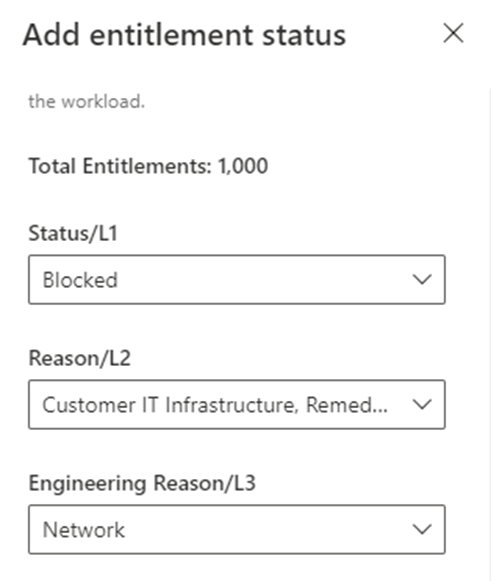 Add entitlement status
the workload.
Total Entitlements: 1,000
Status/L1
Blocked
Reason/L2
Customer IT Infrastructure, Remed...
Engineering Reason/L3
Network